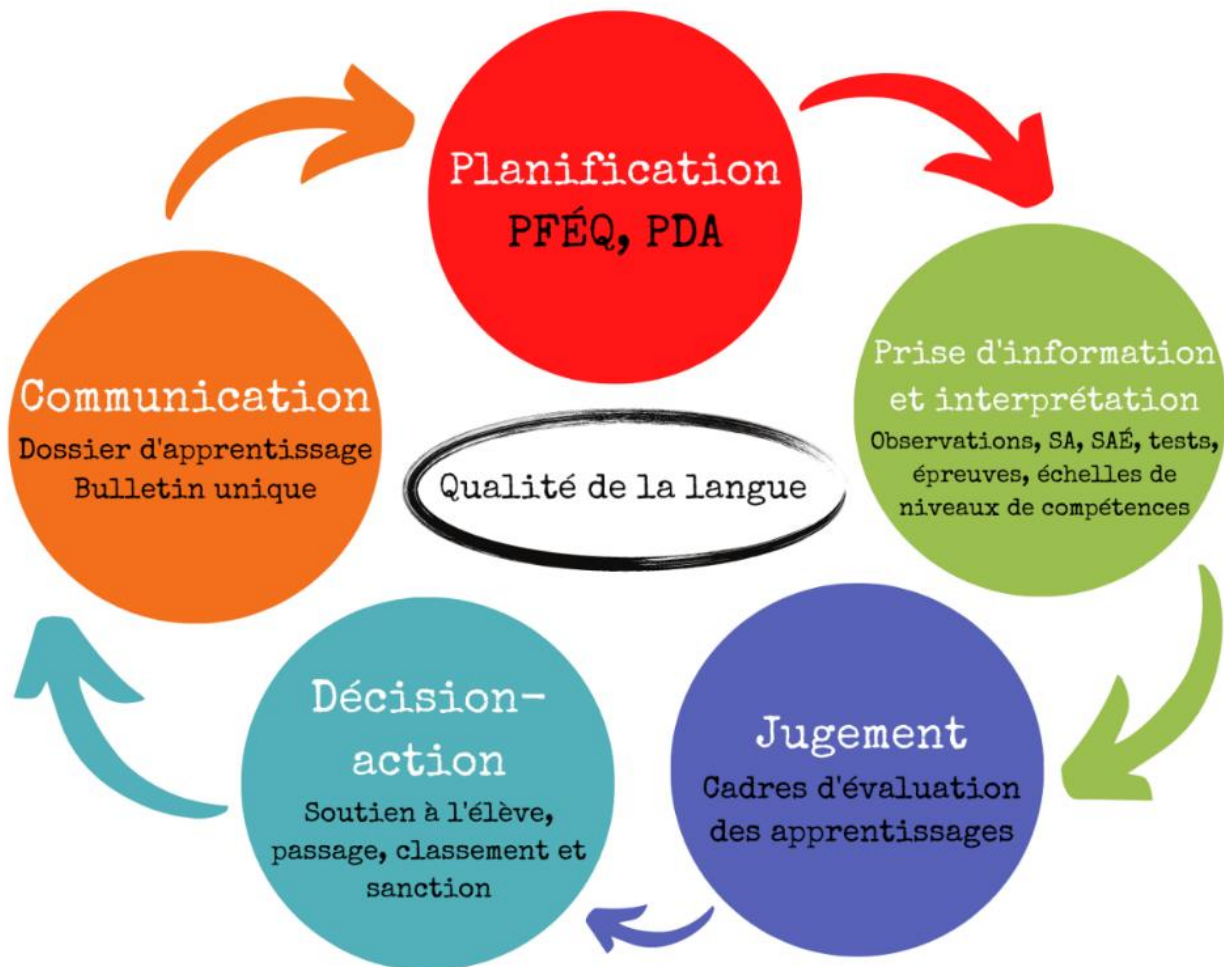 Planification
PFÉQ, PDA
Prise d'information
et interprétation
Observations, SA, SAÉ, tests,
épreuves, échelles de
niveaux de compétences
Jugement
Cadres d'évaluation
des apprentissages
Décision-
action
Soutien à l'élève,
passage, classement et
sanction
Communication
Dossier d'apprentissage
Bulletin unique
Qualité de la langue